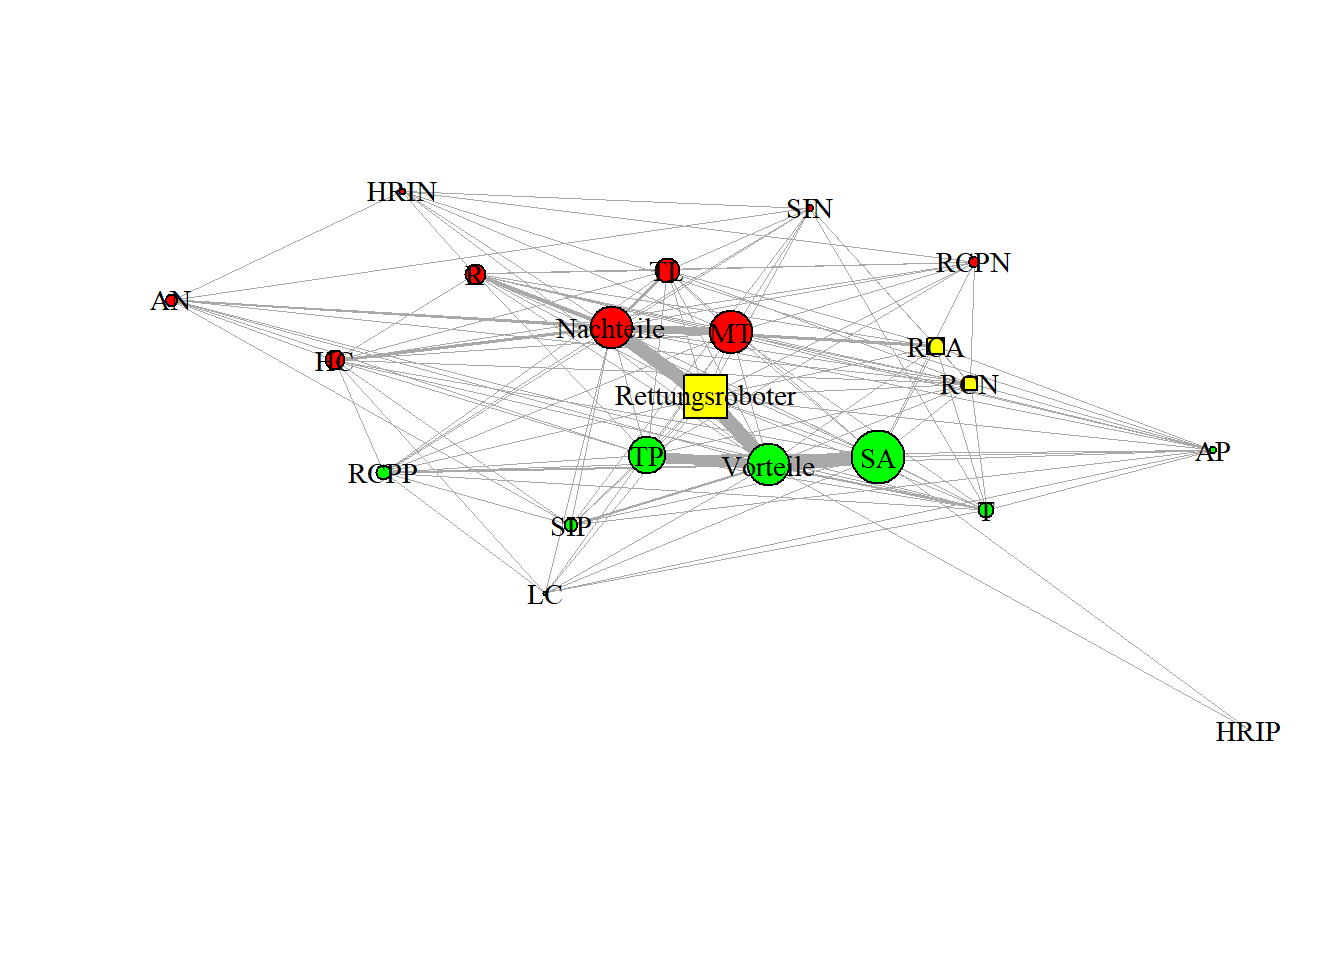 HRIN
SIN
RCPN
R
TL
AN
Nachteile
MT
HC
RCA
RCN
Rettungsroboter
AP
TP
Vorteile
SA
RCPP
T
SIP
LC
HRIP